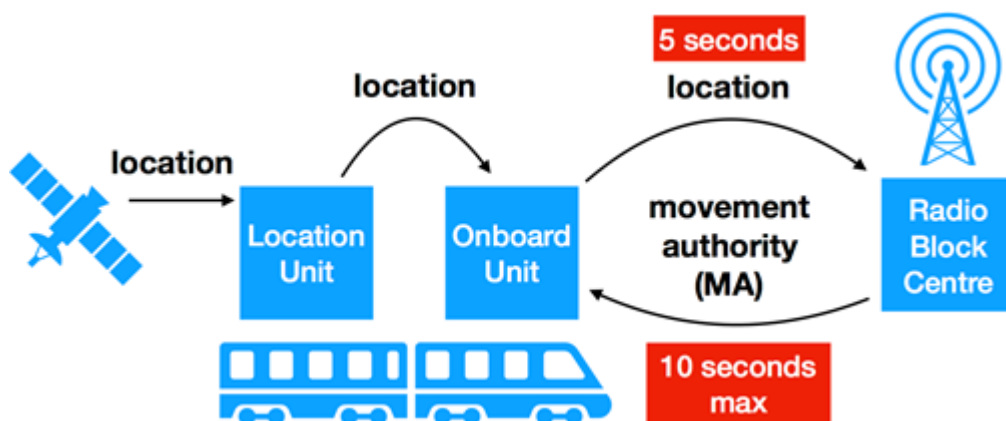 location
Location
Unit
location
Onboard
Unit
5 seconds
location
movement
authority
(MA)
10 seconds
max
Radio
Block
Centre